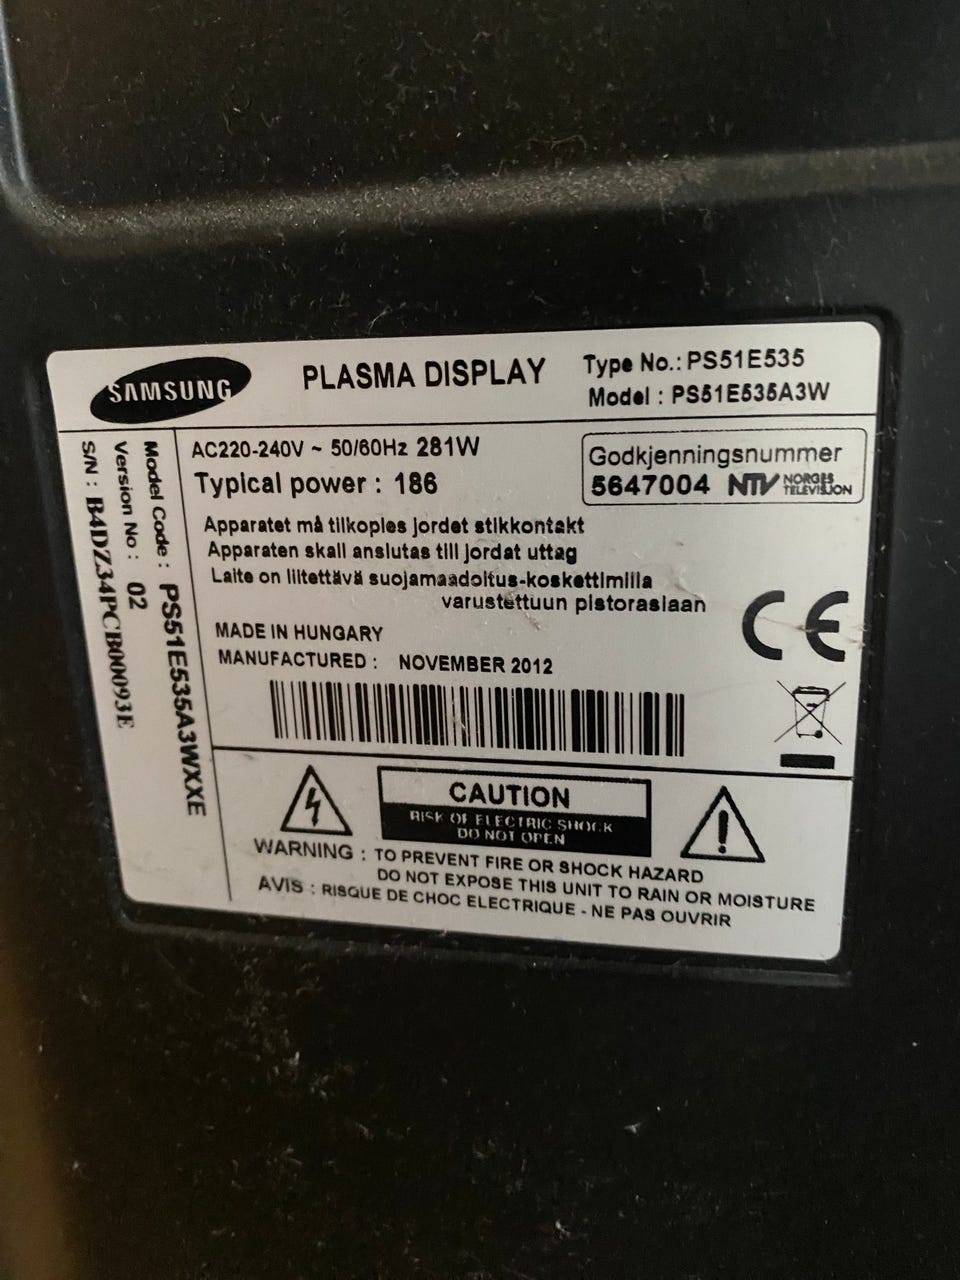 SAMSUNG
PLASMA DISPLAY
Type No.: PS51E535
Model : PS51E535A3W
Model Code : PS51E535A3WXXE
Version No : 02
S/N : B4DZ34PCB00093E
AC220-240V ~ 50/60Hz 281W
Typical power : 186
Godkjenningsnummer
5647004 NTV NORGES TELEVISJON
Apparatet må tilkoples jordet stikkontakt
Apparaten skall anslutas till jordat uttag
Laite on liitettävä suojamaadoitus-koskettimilla
varustettuun pistorasiaan
MADE IN HUNGARY
MANUFACTURED : NOVEMBER 2012
CE
CAUTION
RISK OF ELECTRIC SHOCK
DO NOT OPEN
WARNING : TO PREVENT FIRE OR SHOCK HAZARD
DO NOT EXPOSE THIS UNIT TO RAIN OR MOISTURE
AVIS : RISQUE DE CHOC ELECTRIQUE - NE PAS OUVRIR